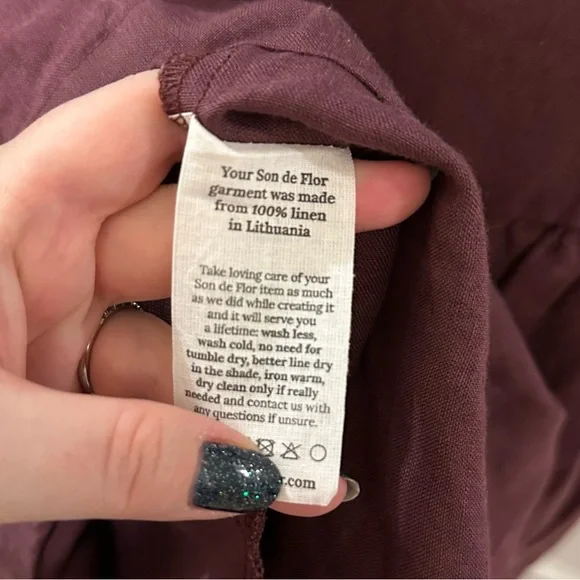 Your Son de Flor
garment was made
from 100% linen
in Lithuania
Take loving care of your
Son de Flor item as much
as we did while creating it
and it will serve you
a lifetime: wash less,
wash cold, no need for
tumble dry, better line dry
in the shade, iron warm,
dry clean only if really
needed and contact us with
any questions if unsure.
r.com